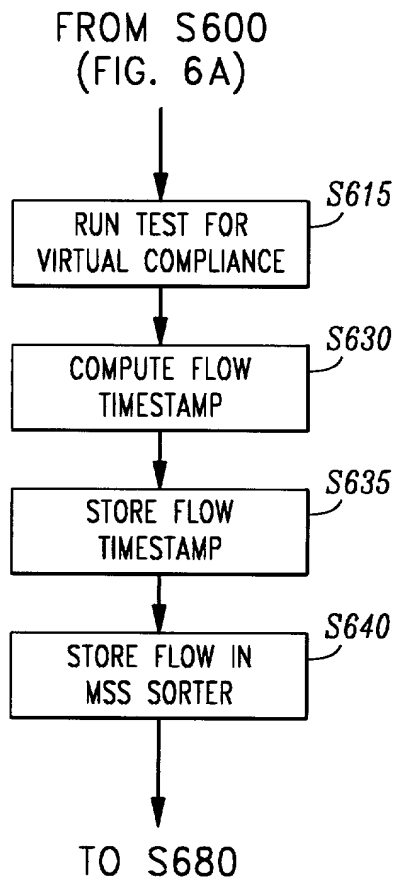 FROM S600
(FIG. 6A)
S615
RUN TEST FOR
VIRTUAL COMPLIANCE
S630
COMPUTE FLOW
TIMESTAMP
S635
STORE FLOW
TIMESTAMP
S640
STORE FLOW IN
MSS SORTER
TO S680